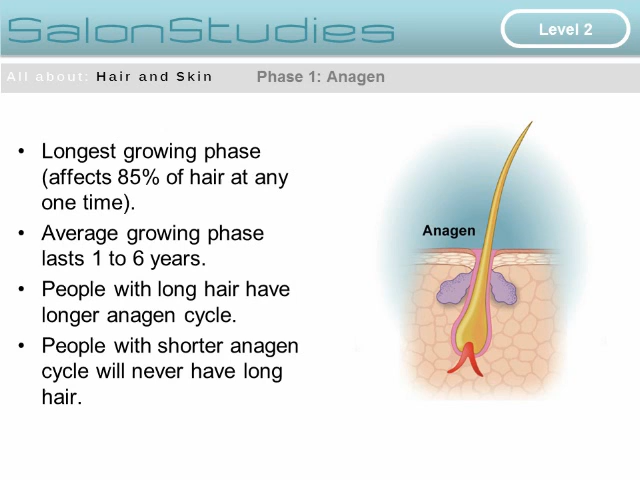 SalonStudies
Level 2
All about: Hair and Skin
Phase 1: Anagen
• Longest growing phase
(affects 85% of hair at any
one time).
• Average growing phase
lasts 1 to 6 years.
• People with long hair have
longer anagen cycle.
• People with shorter anagen
cycle will never have long
hair.
Anagen